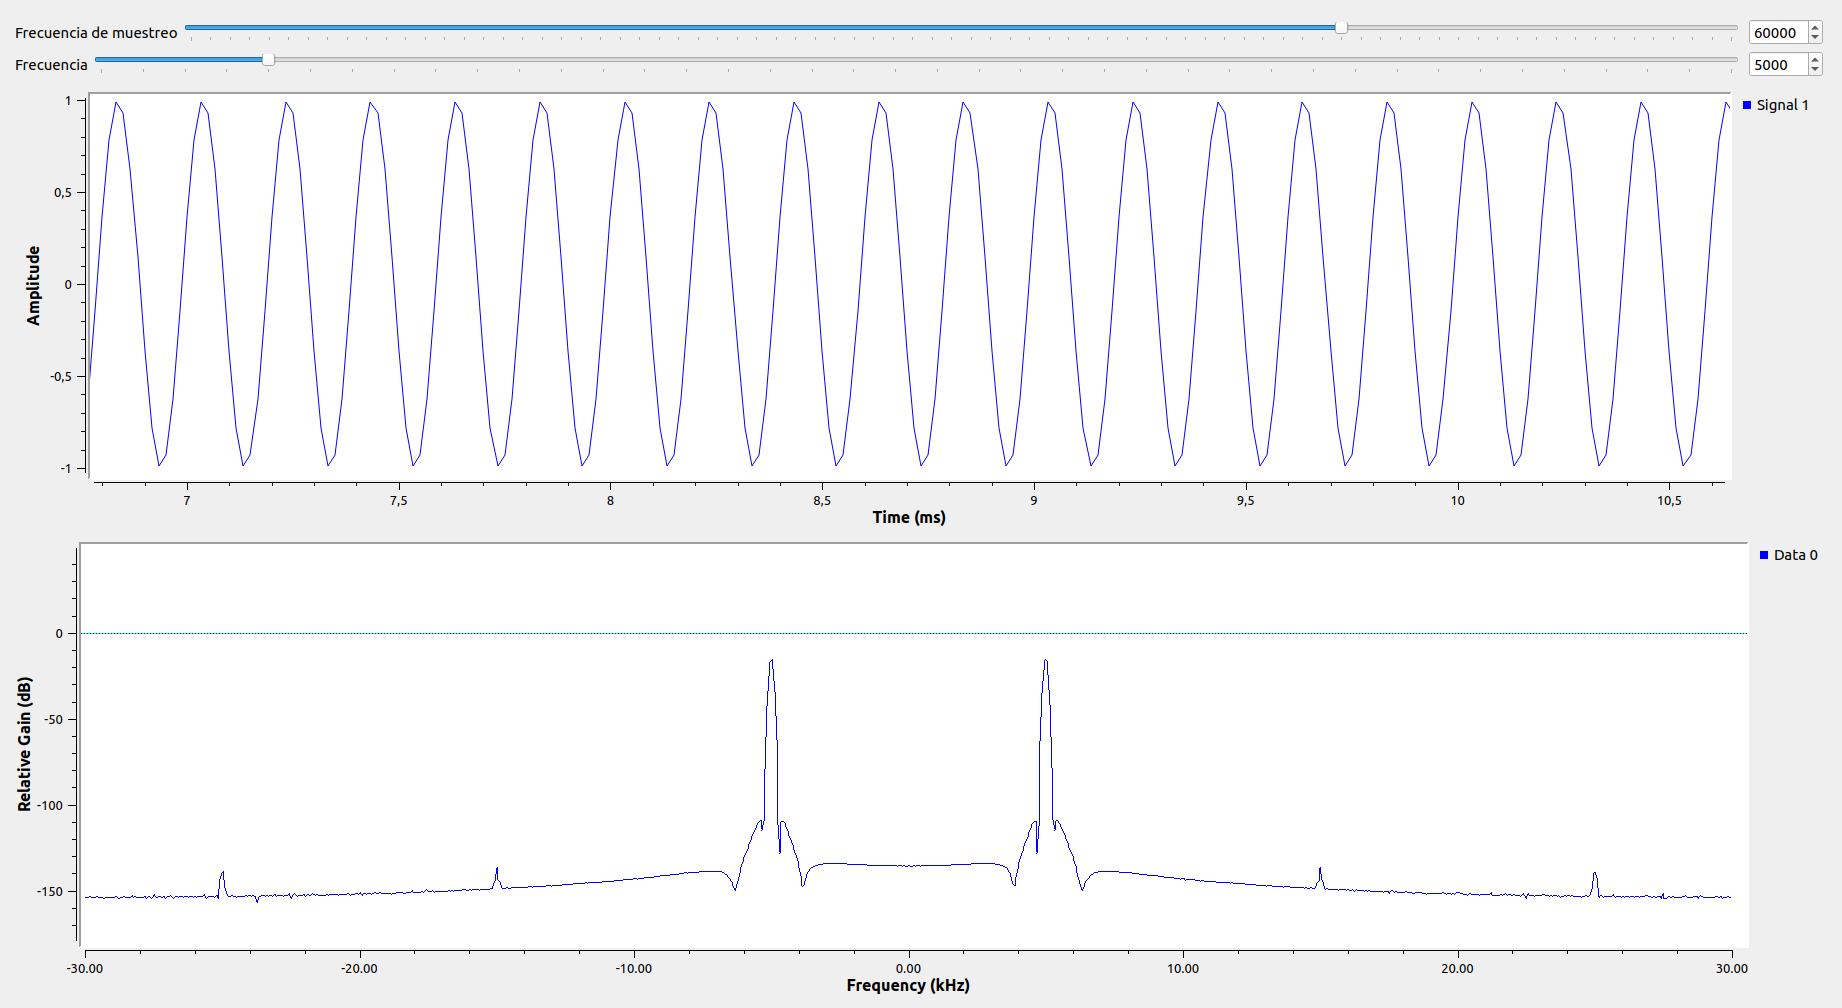 Frecuencia de muestreo 60000
Frecuencia 5000
Signal 1
1
0,5
0
-0,5
-1
Amplitude
7 7,5 8 8,5 9 9,5 10 10,5
Time (ms)
Data 0
0
-50
-100
-150
Relative Gain (dB)
-30.00 -20.00 -10.00 0.00 10.00 20.00 30.00
Frequency (kHz)